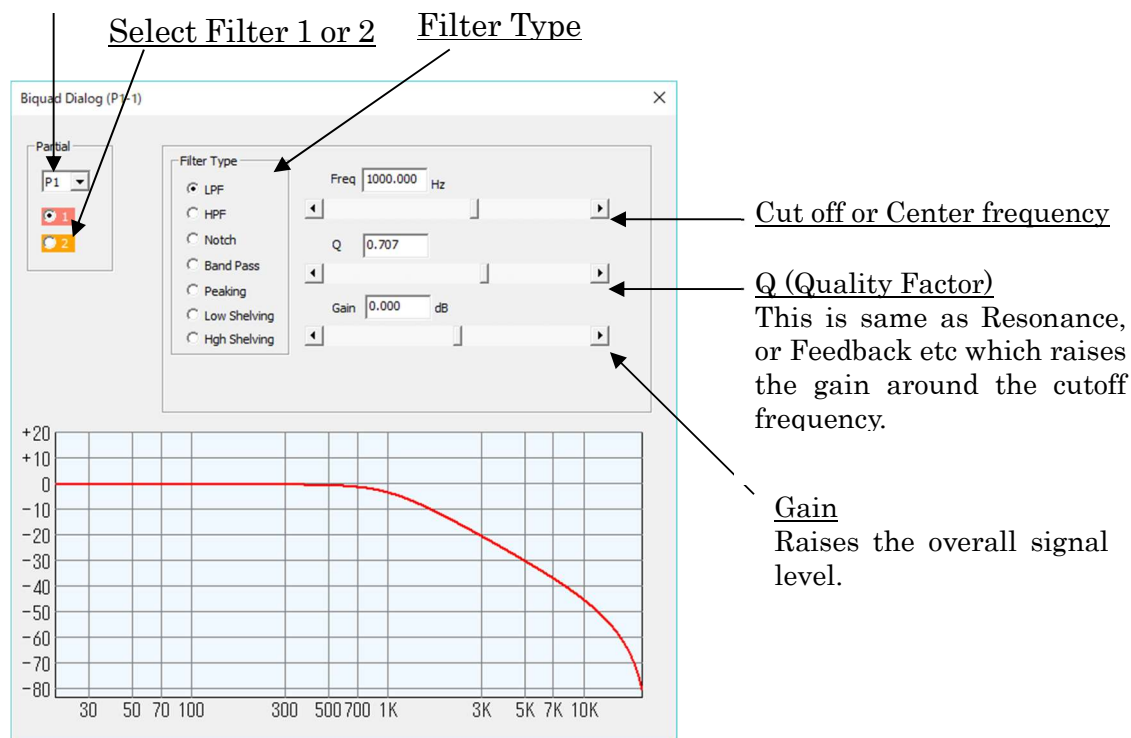 Select Filter 1 or 2
Filter Type
Biquad Dialog (P1-1)
Partial
P1
1
2
Filter Type
LPF
HPF
Notch
Band Pass
Peaking
Low Shelving
Hgh Shelving
Freq 1000.000 Hz
Q 0.707
Gain 0.000 dB
Cut off or Center frequency
Q (Quality Factor)
This is same as Resonance,
or Feedback etc which raises
the gain around the cutoff
frequency.
Gain
Raises the overall signal
level.
+20
+10
0
-10
-20
-30
-40
-50
-60
-70
-80
30 50 70 100 300 500 700 1K 3K 5K 7K 10K